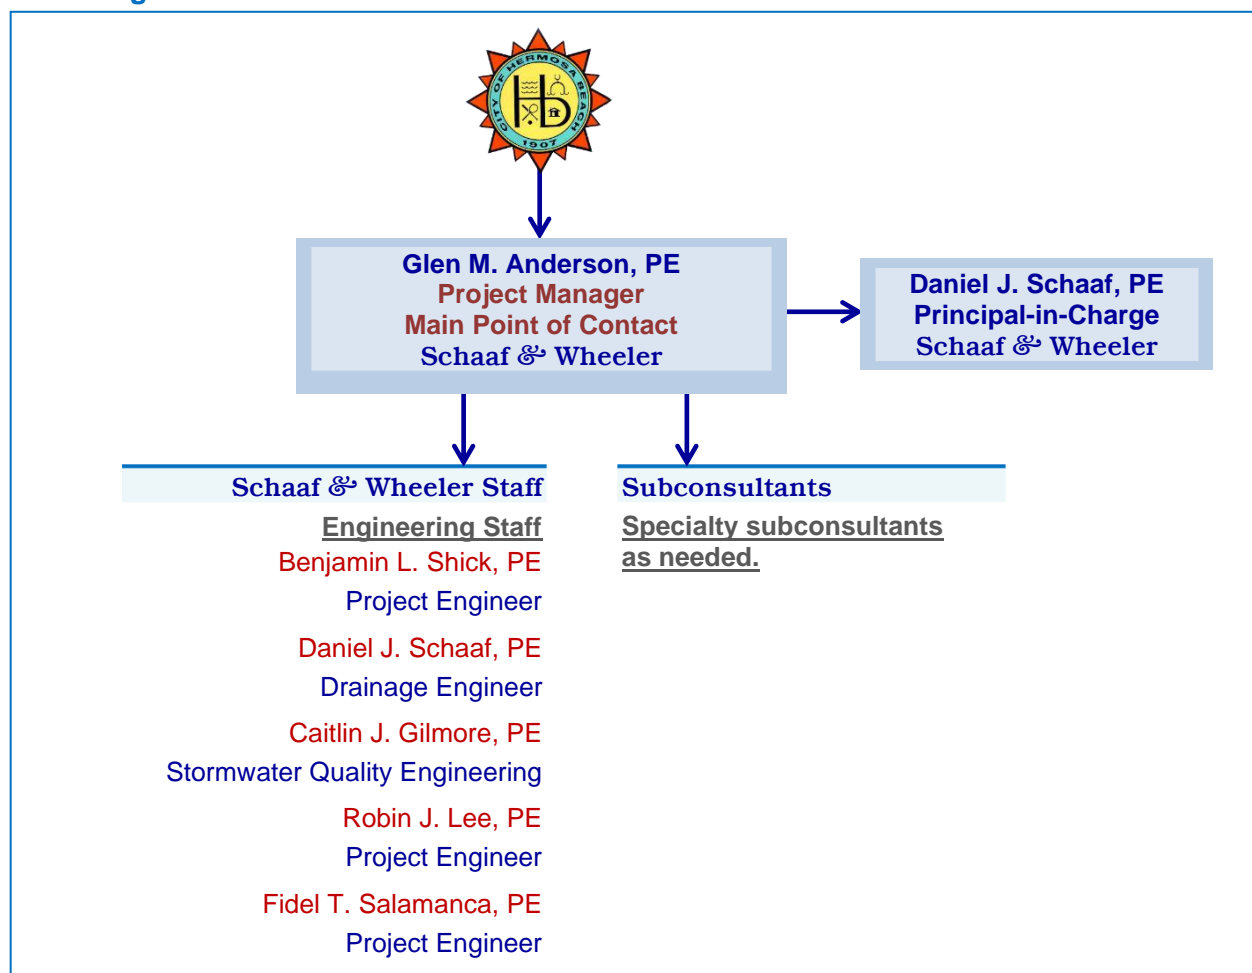 CITY OF HERMOSA BEACH
1907
Glen M. Anderson, PE
Project Manager
Main Point of Contact
Schaaf & Wheeler
Daniel J. Schaaf, PE
Principal-in-Charge
Schaaf & Wheeler
Schaaf & Wheeler Staff
Engineering Staff
Benjamin L. Shick, PE
Project Engineer
Daniel J. Schaaf, PE
Drainage Engineer
Caitlin J. Gilmore, PE
Stormwater Quality Engineering
Robin J. Lee, PE
Project Engineer
Fidel T. Salamanca, PE
Project Engineer
Subconsultants
Specialty subconsultants
as needed.